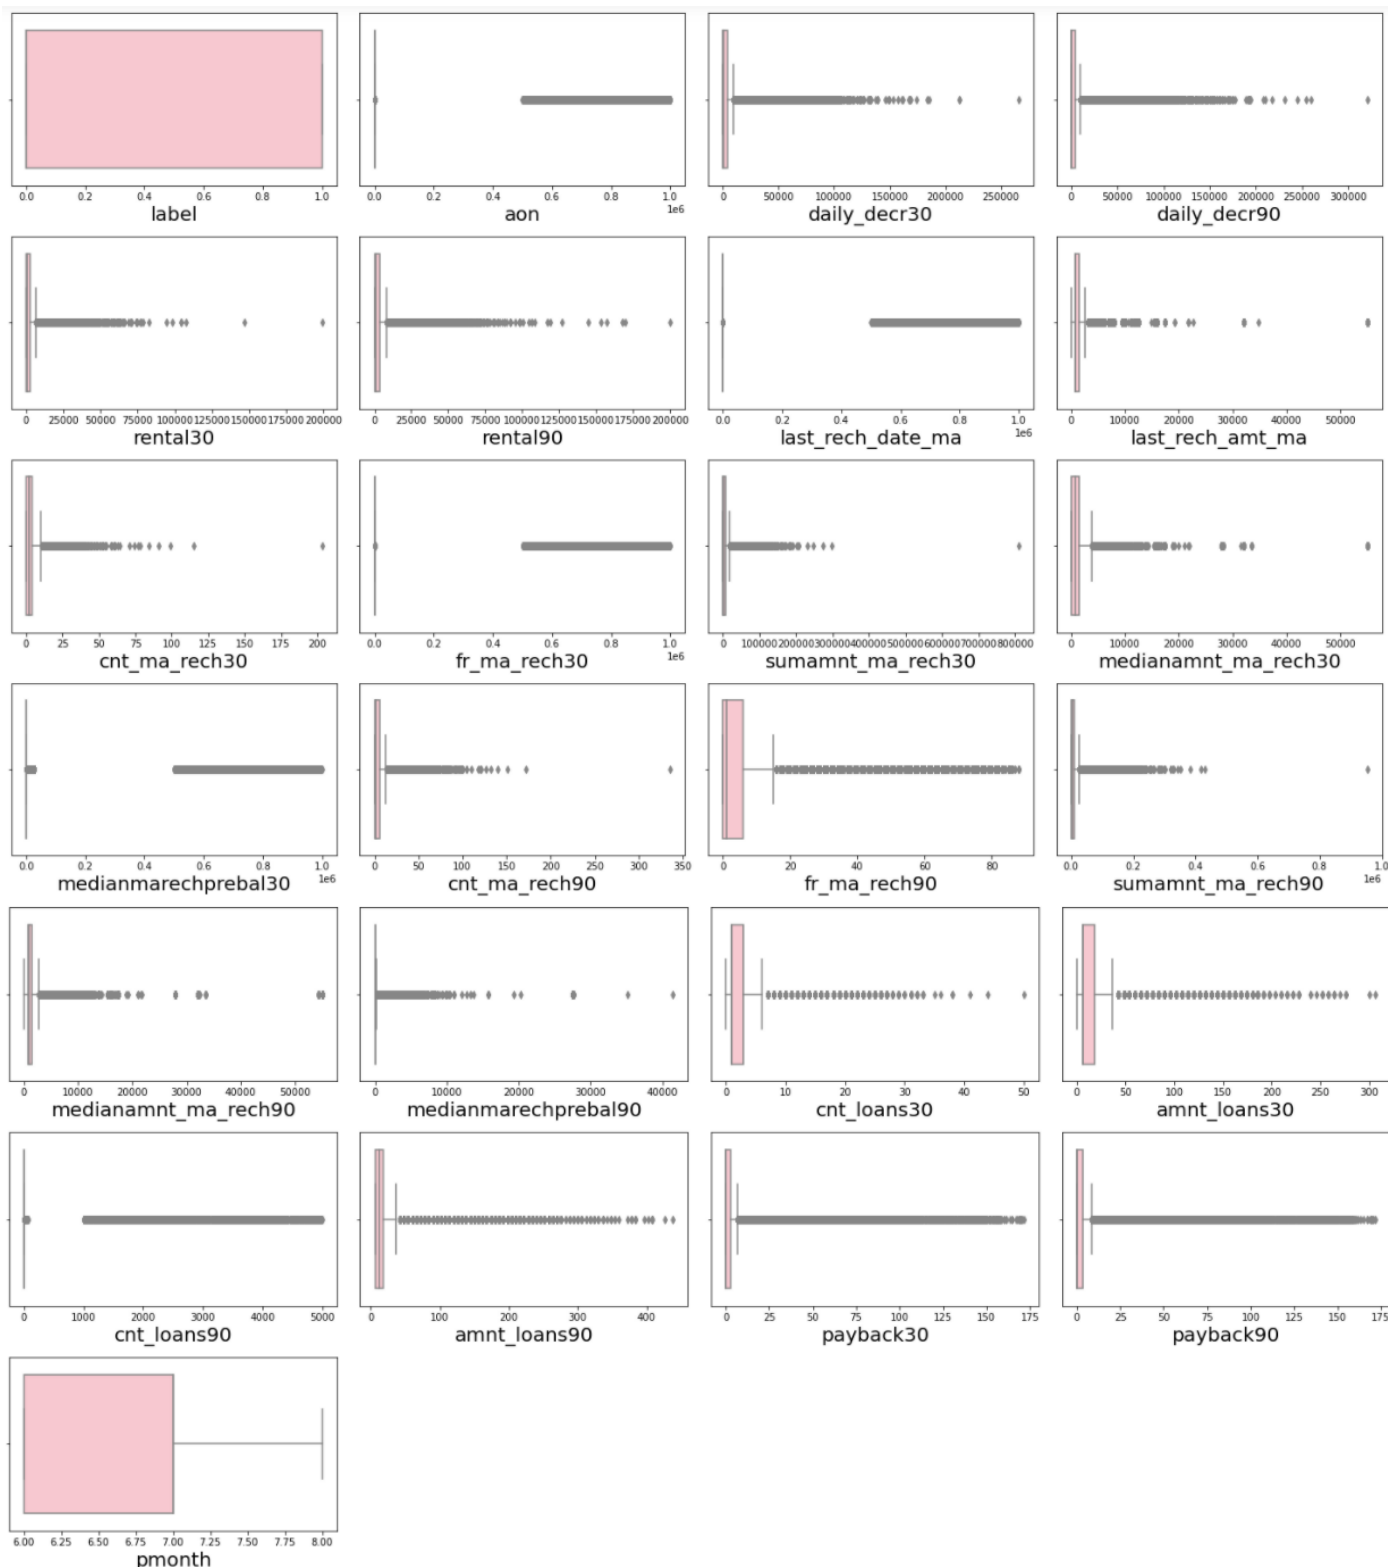 0.0 0.2 0.4 0.6 0.8 1.0
label
0.0 0.2 0.4 0.6 0.8 1.0
1e6
aon
0 50000 100000 150000 200000 250000
daily_decr30
0 50000 100000 150000 200000 250000 300000
daily_decr90
0 25000 50000 75000 100000 125000 150000 175000 200000
rental30
0 25000 50000 75000 100000 125000 150000 175000 200000
rental90
0.0 0.2 0.4 0.6 0.8 1.0
1e6
last_rech_date_ma
0 10000 20000 30000 40000 50000
last_rech_amt_ma
0 25 50 75 100 125 150 175 200
cnt_ma_rech30
0.0 0.2 0.4 0.6 0.8 1.0
1e6
fr_ma_rech30
0 100000 200000 300000 400000 500000 600000 700000 800000
sumamnt_ma_rech30
0 10000 20000 30000 40000 50000
medianamnt_ma_rech30
0.0 0.2 0.4 0.6 0.8 1.0
1e6
medianmarechprebal30
0 50 100 150 200 250 300 350
cnt_ma_rech90
0 20 40 60 80
fr_ma_rech90
0.0 0.2 0.4 0.6 0.8 1.0
1e6
sumamnt_ma_rech90
0 10000 20000 30000 40000 50000
medianamnt_ma_rech90
0 10000 20000 30000 40000
medianmarechprebal90
0 10 20 30 40 50
cnt_loans30
0 50 100 150 200 250 300
amnt_loans30
0 1000 2000 3000 4000 5000
cnt_loans90
0 100 200 300 400
amnt_loans90
0 25 50 75 100 125 150 175
payback30
0 25 50 75 100 125 150 175
payback90
6.00 6.25 6.50 6.75 7.00 7.25 7.50 7.75 8.00
pmonth